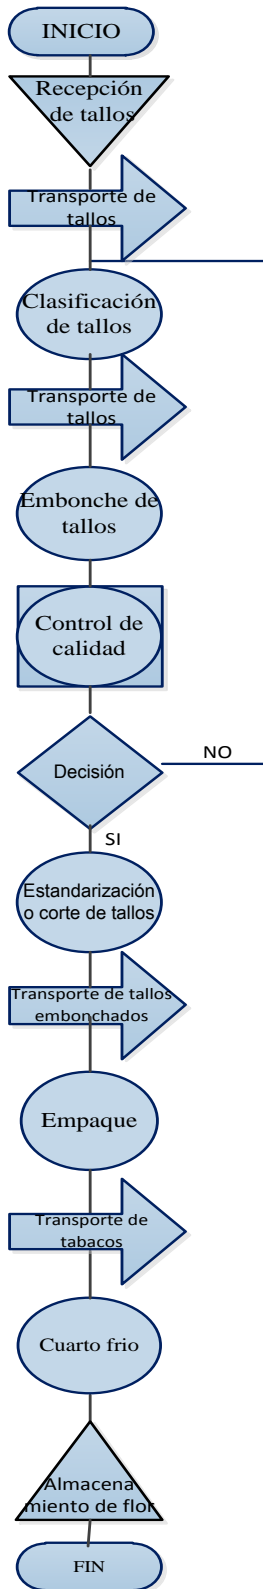 INICIO
Recepción
de tallos
Transporte de
tallos
Clasificación
de tallos
Transporte de
tallos
Embonche de
tallos
Control de
calidad
Decisión
NO
SI
Estandarización
o corte de tallos
Transporte de tallos
embonchados
Empaque
Transporte de
tabacos
Cuarto frio
Almacena
miento de flor
FIN